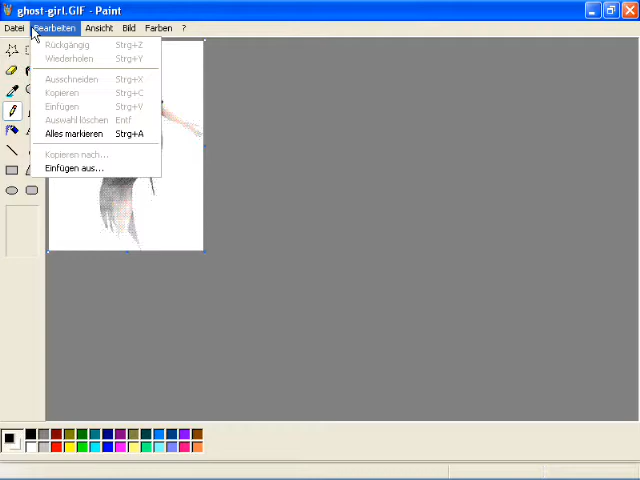 ghost-girl.GIF - Paint
Datei Bearbeiten Ansicht Bild Farben ?
Rückgängig Strg+Z
Wiederholen Strg+Y
Ausschneiden Strg+X
Kopieren Strg+C
Einfügen Strg+V
Auswahl löschen Entf
Alles markieren Strg+A
Kopieren nach...
Einfügen aus...